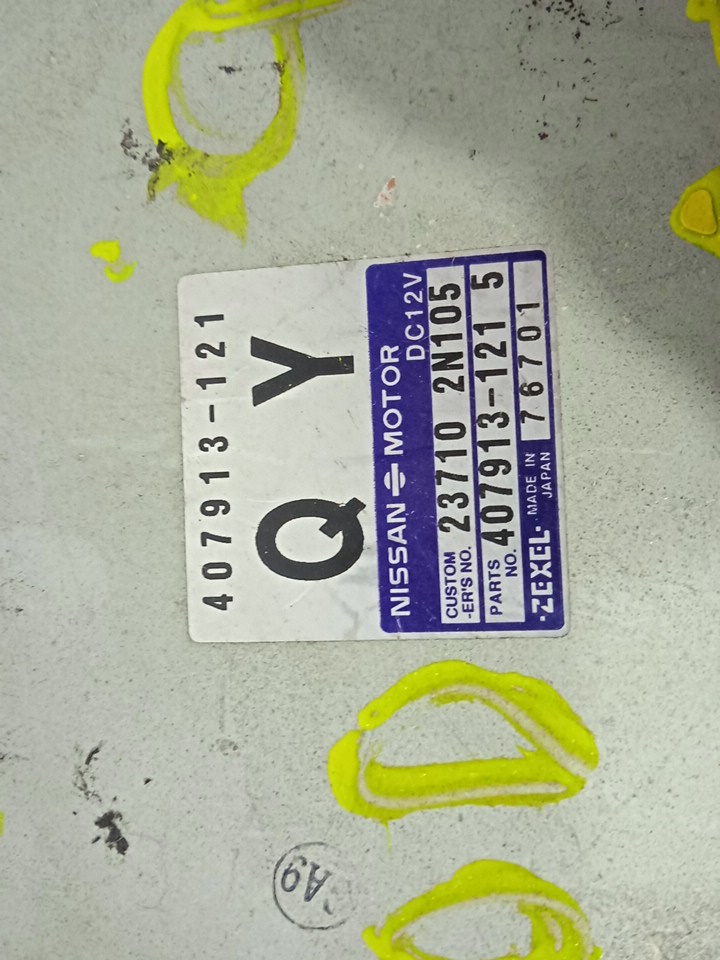 407913-121
Q Y
NISSAN MOTOR
DC12V
CUSTOM
-ER'S NO. 23710 2N105
PARTS
NO. 407913-121 5
·ZEXEL· MADE IN
JAPAN
76701
A9